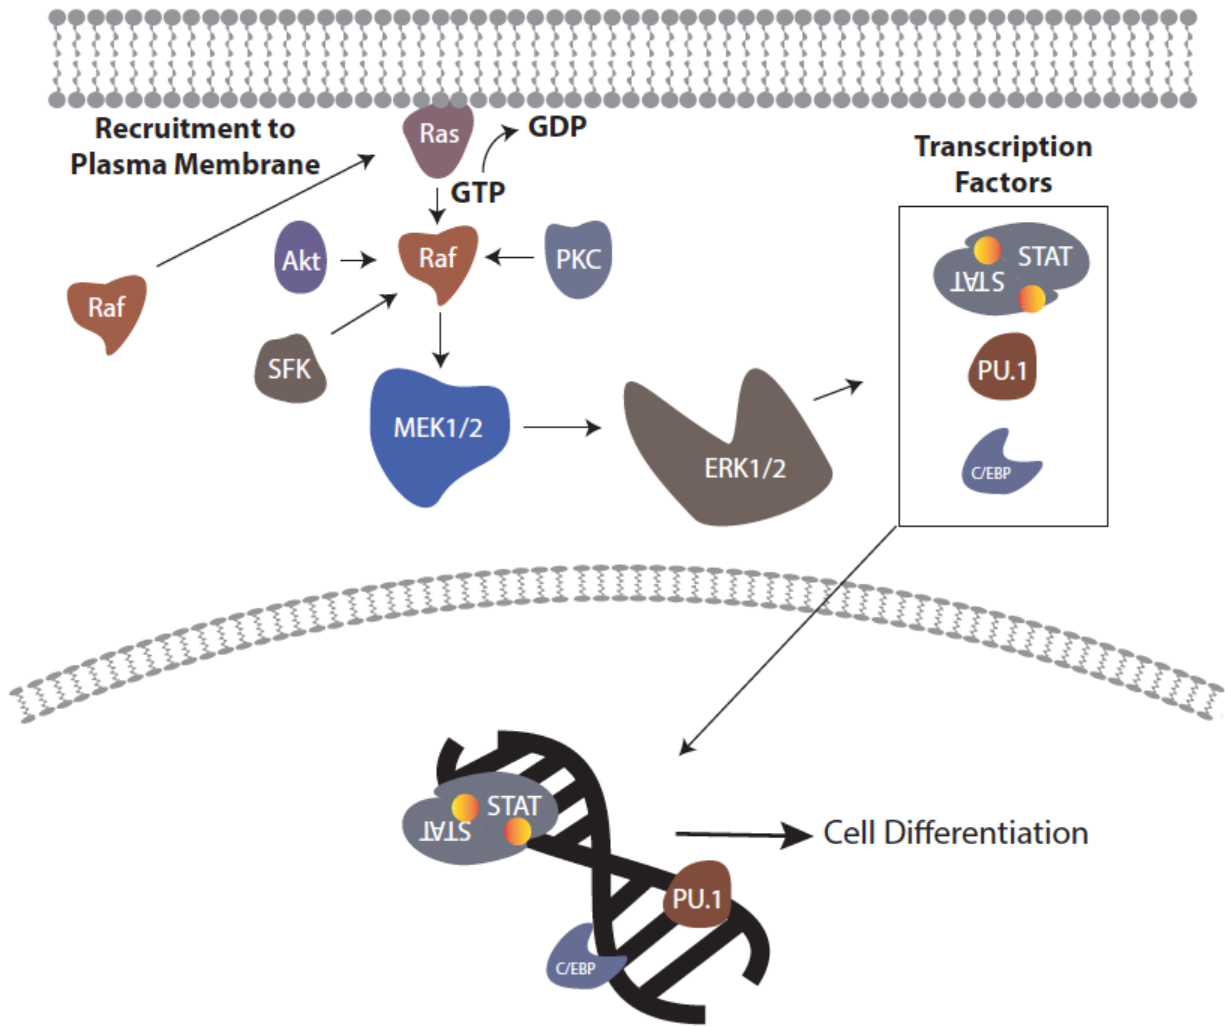 Recruitment to
Plasma Membrane
Ras
GDP
GTP
Transcription
Factors
Akt
Raf
PKC
Raf
SFK
MEK1/2
ERK1/2
STAT
STAT
PU.1
C/EBP
STAT
STAT
Cell Differentiation
PU.1
C/EBP